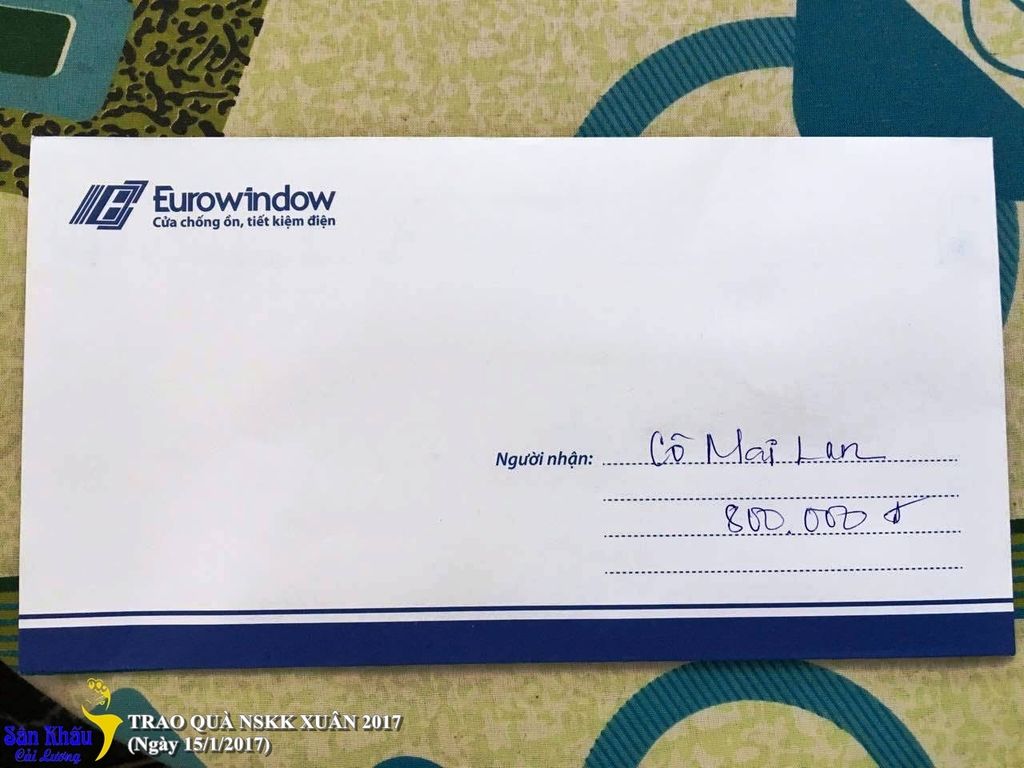 Eurowindow
Cửa chống ồn, tiết kiệm điện
Người nhận: Cô Mai Lan
800.000 đ
Sân Khấu
Cải Lương
TRAO QUÀ NSKK XUÂN 2017
(Ngày 15/1/2017)